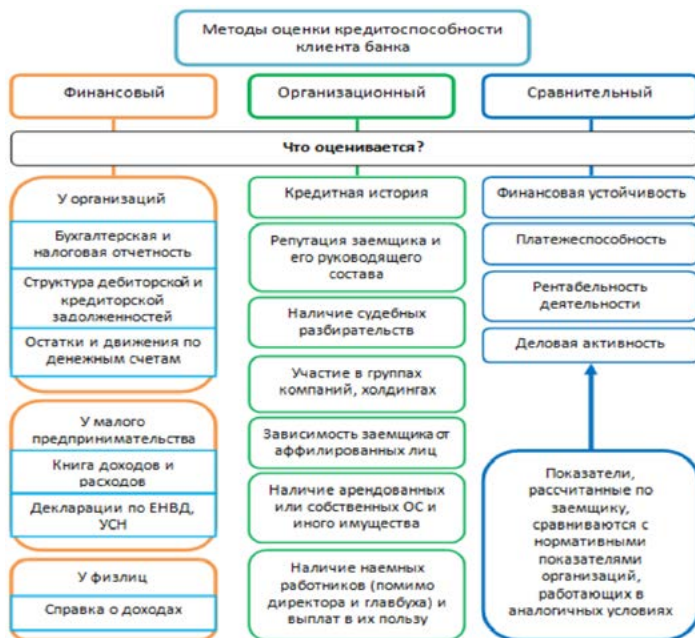 Методы оценки кредитоспособности
клиента банка
Финансовый
Организационный
Сравнительный
Что оценивается?
У организаций
Бухгалтерская и
налоговая отчетность
Структура дебиторской и
кредиторской
задолженностей
Остатки и движения по
денежным счетам
У малого
предпринимательства
Книга доходов и
расходов
Декларации по ЕНВД,
УСН
У физлиц
Справка о доходах
Кредитная история
Репутация заемщика и
его руководящего
состава
Наличие судебных
разбирательств
Участие в группах
компаний, холдингах
Зависимость заемщика от
аффилированных лиц
Наличие арендованных
или собственных ОС и
иного имущества
Наличие наемных
работников (помимо
директора и главбуха) и
выплат в их пользу
Финансовая устойчивость
Платежеспособность
Рентабельность
деятельности
Деловая активность
Показатели,
рассчитанные по
заемщику,
сравниваются с
нормативными
показателями
организаций,
работающих в
аналогичных условиях